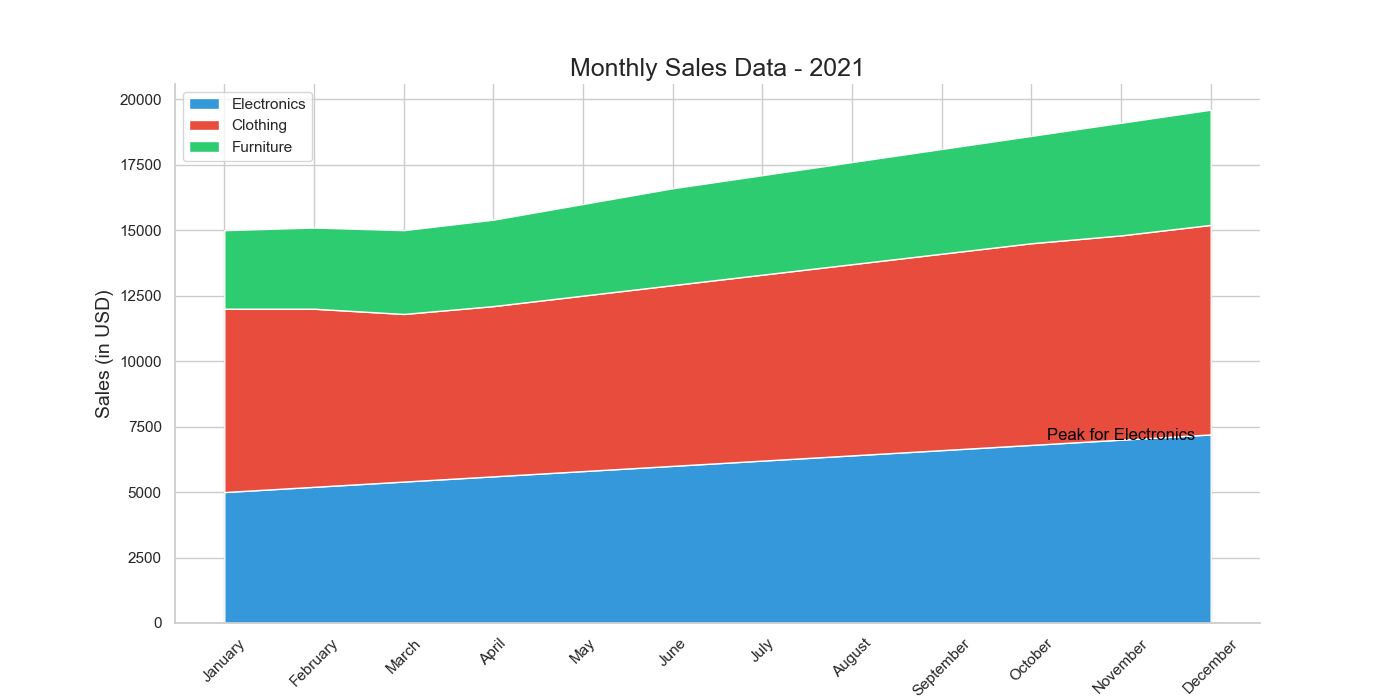 Monthly Sales Data - 2021
Electronics
Clothing
Furniture
Sales (in USD)
20000
17500
15000
12500
10000
7500
5000
2500
0
Peak for Electronics
January
February
March
April
May
June
July
August
September
October
November
December